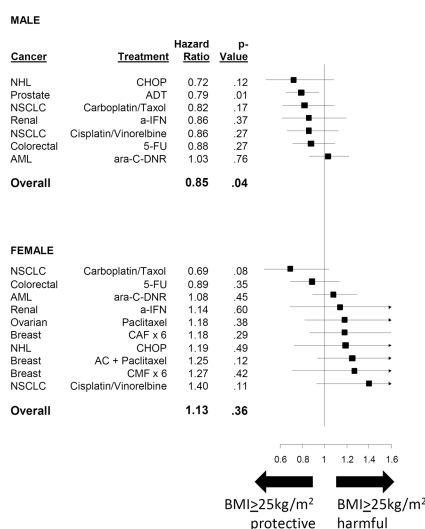 MALE
Hazard p-
Cancer Treatment Ratio Value
NHL CHOP 0.72 .12
Prostate ADT 0.79 .01
NSCLC Carboplatin/Taxol 0.82 .17
Renal a-IFN 0.86 .37
NSCLC Cisplatin/Vinorelbine 0.86 .27
Colorectal 5-FU 0.88 .27
AML ara-C-DNR 1.03 .76
Overall 0.85 .04
FEMALE
NSCLC Carboplatin/Taxol 0.69 .08
Colorectal 5-FU 0.89 .35
AML ara-C-DNR 1.08 .45
Renal a-IFN 1.14 .60
Ovarian Paclitaxel 1.18 .38
Breast CAF x 6 1.18 .29
NHL CHOP 1.19 .49
Breast AC + Paclitaxel 1.25 .12
Breast CMF x 6 1.27 .42
NSCLC Cisplatin/Vinorelbine 1.40 .11
Overall 1.13 .36
0.6 0.8 1 1.2 1.4 1.6
BMI≥25kg/m² BMI≥25kg/m²
protective harmful